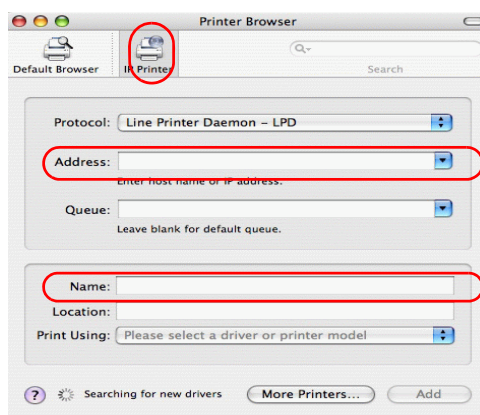 Printer Browser
Default Browser
IP Printer
Search
Protocol: Line Printer Daemon – LPD
Address:
Enter host name or IP address.
Queue:
Leave blank for default queue.
Name:
Location:
Print Using: Please select a driver or printer model
? Searching for new drivers More Printers... Add